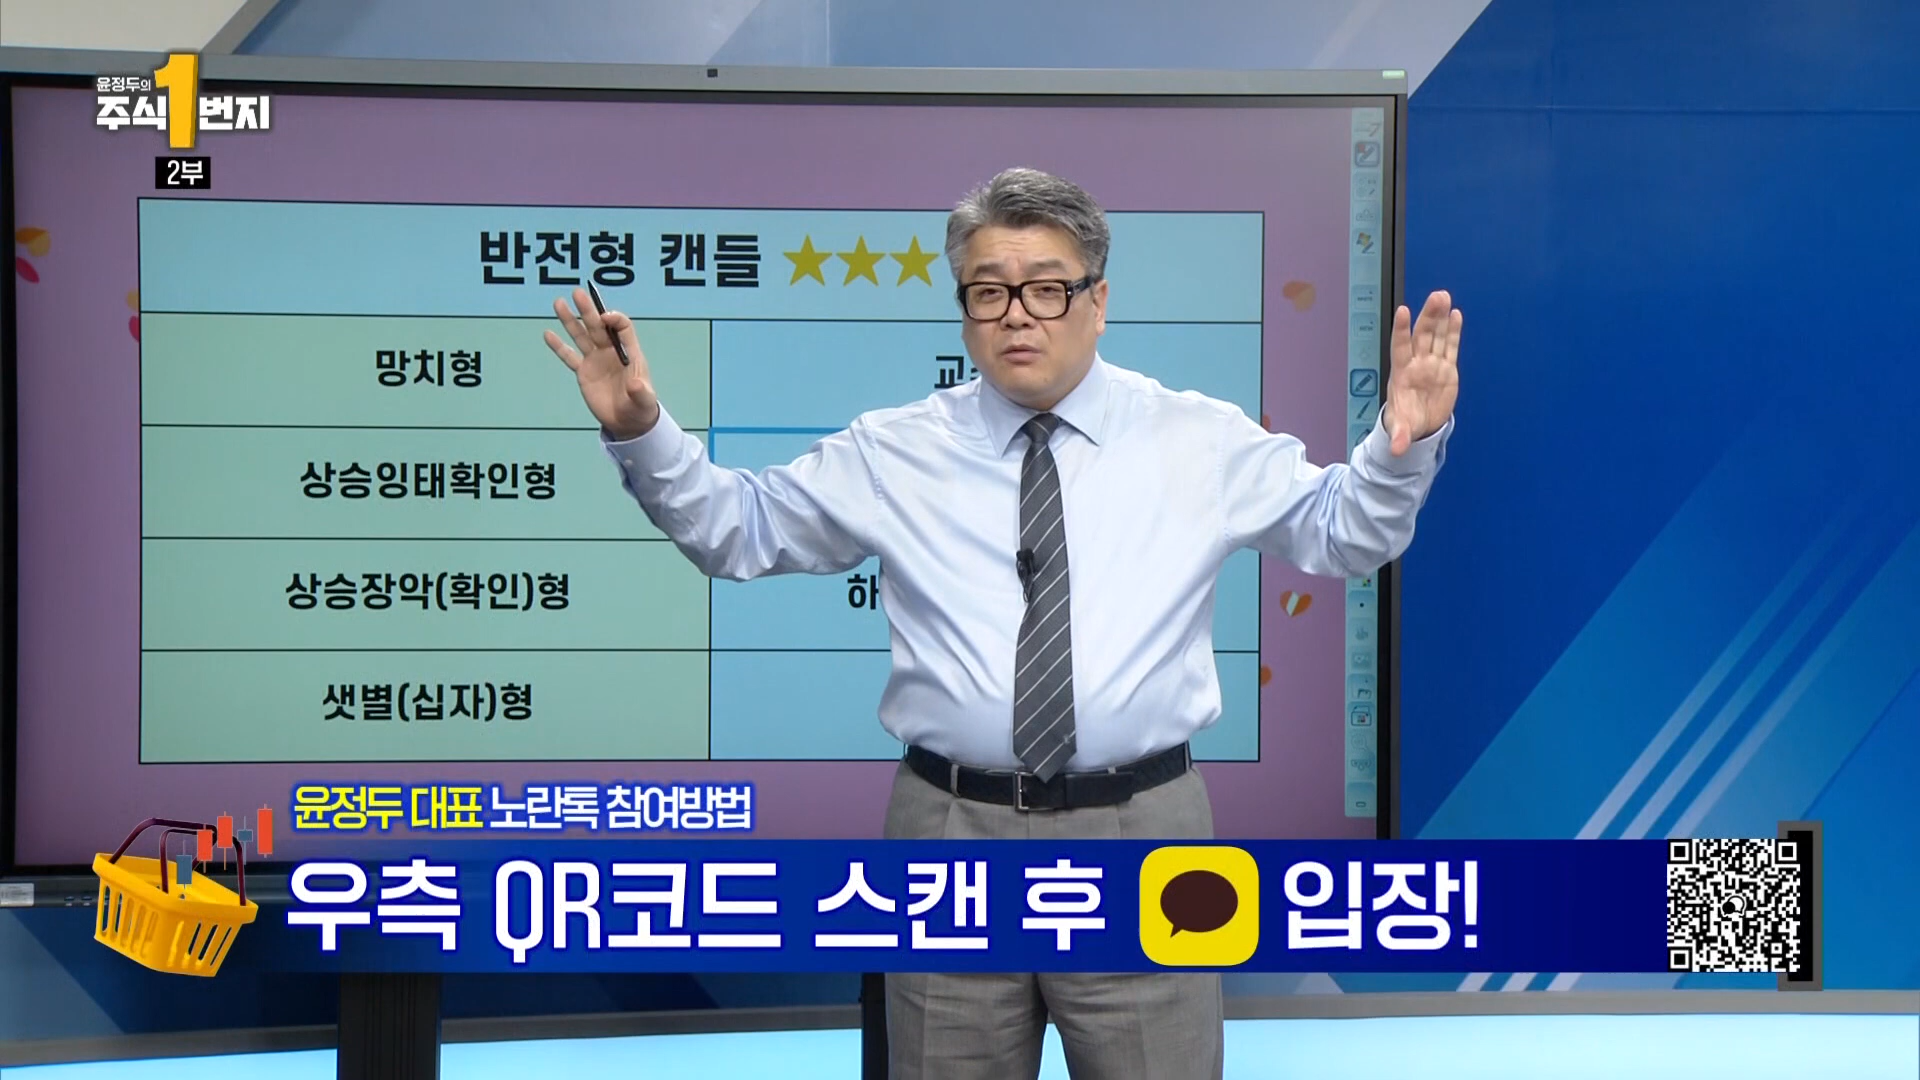 윤정두의
주식1번지
2부
반전형 캔들 ★★★
망치형
상승잉태확인형
상승장악(확인)형
하
샛별(십자)형
윤정두 대표 노란톡 참여방법
우측 QR코드 스캔 후 입장!